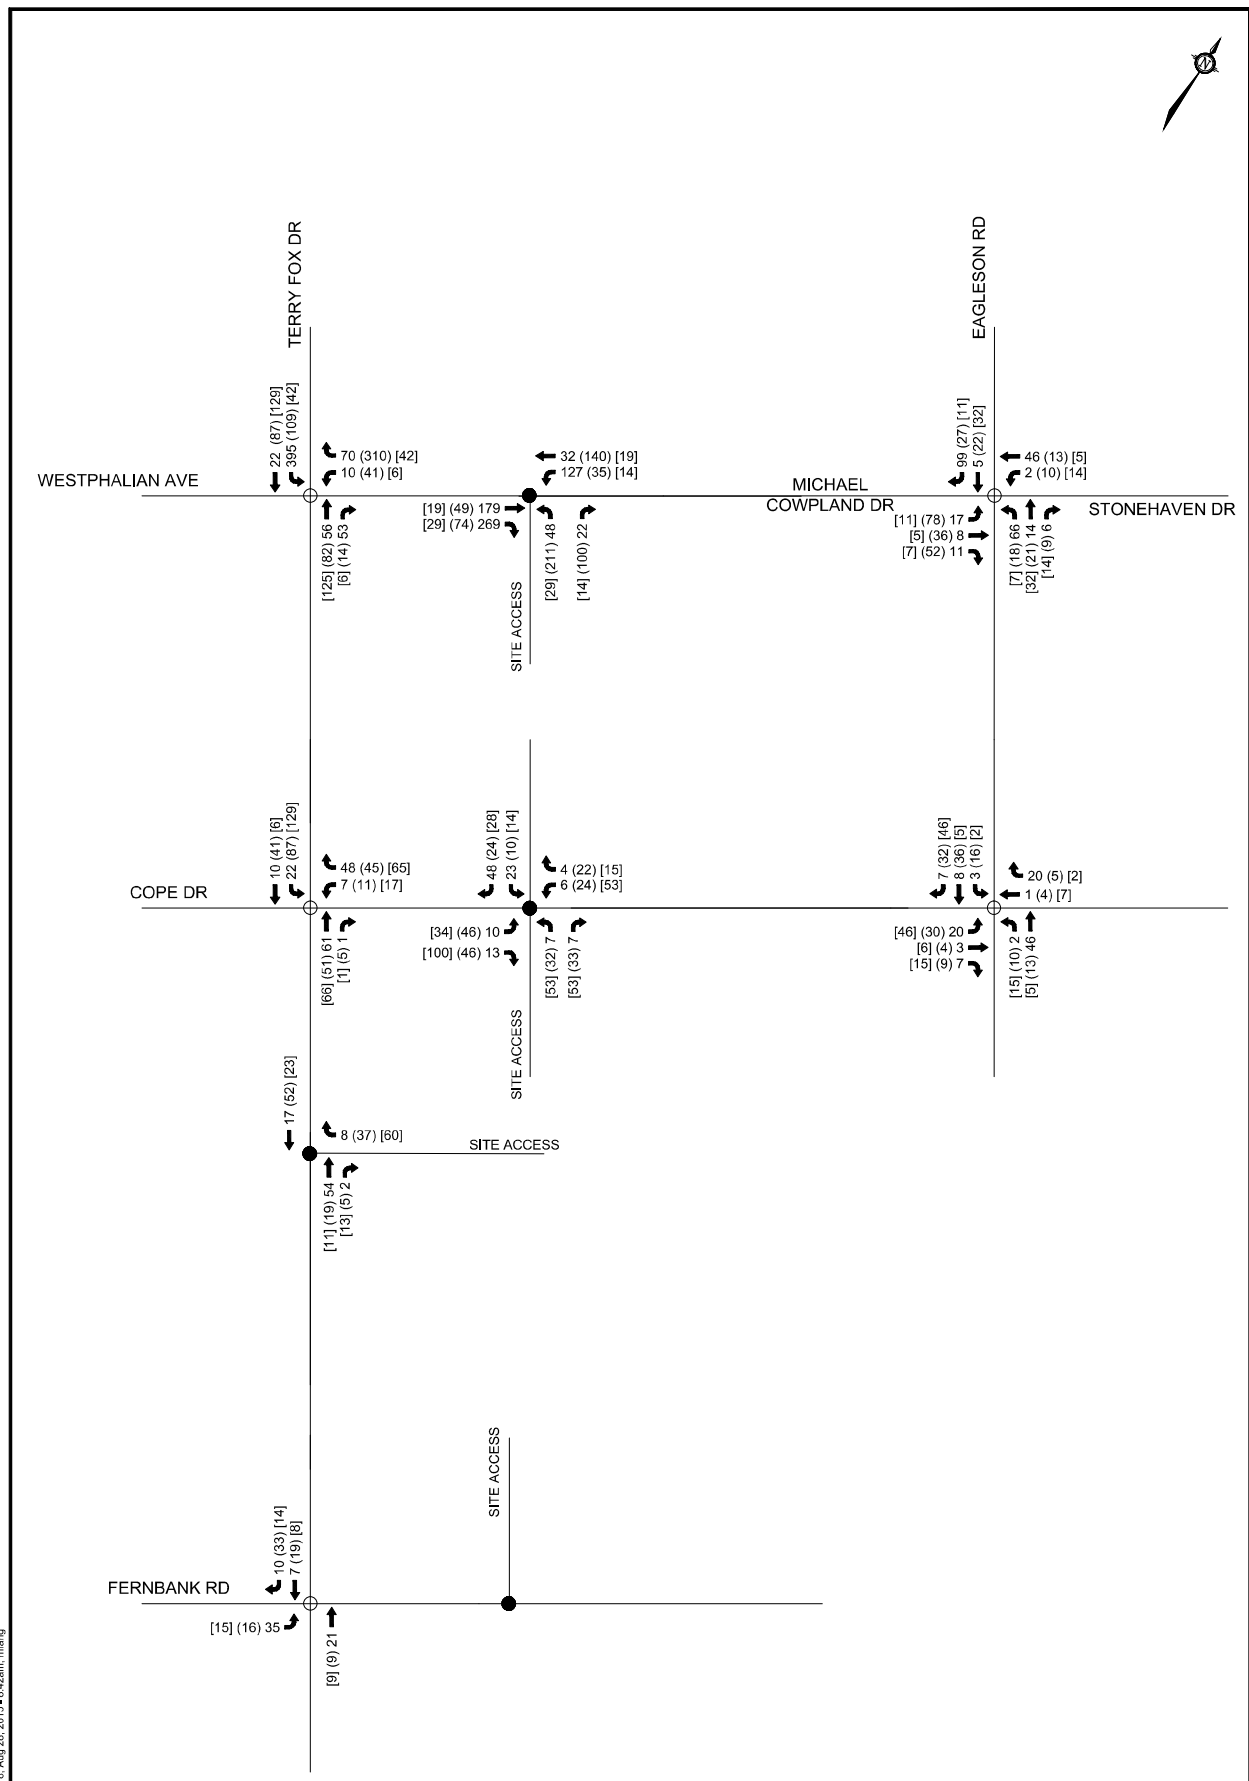 N
TERRY FOX DR
EAGLESON RD
22 (87) [129]
395 (109) [42]
70 (310) [42]
10 (41) [6]
WESTPHALIAN AVE
[125] (82) 56
[6] (14) 53
32 (140) [19]
127 (35) [14]
[19] (49) 179
[29] (74) 269
[29] (211) 48
[14] (100) 22
SITE ACCESS
MICHAEL
COWPLAND DR
99 (27) [11]
5 (22) [32]
46 (13) [5]
2 (10) [14]
STONEHAVEN DR
[11] (78) 17
[5] (36) 8
[7] (52) 11
[7] (18) 66
[32] (21) 14
[14] (9) 6
10 (41) [6]
22 (87) [129]
48 (45) [65]
7 (11) [17]
COPE DR
[66] (51) 61
[1] (5) 1
48 (24) [28]
23 (10) [14]
4 (22) [15]
6 (24) [53]
[34] (46) 10
[100] (46) 13
[53] (32) 7
[53] (33) 7
SITE ACCESS
7 (32) [46]
8 (36) [5]
3 (16) [2]
20 (5) [2]
1 (4) [7]
[46] (30) 20
[6] (4) 3
[15] (9) 7
[15] (10) 2
[5] (13) 46
17 (52) [23]
8 (37) [60]
SITE ACCESS
[11] (19) 54
[13] (5) 2
SITE ACCESS
10 (33) [14]
7 (19) [8]
FERNBANK RD
[15] (16) 35
[9] (9) 21